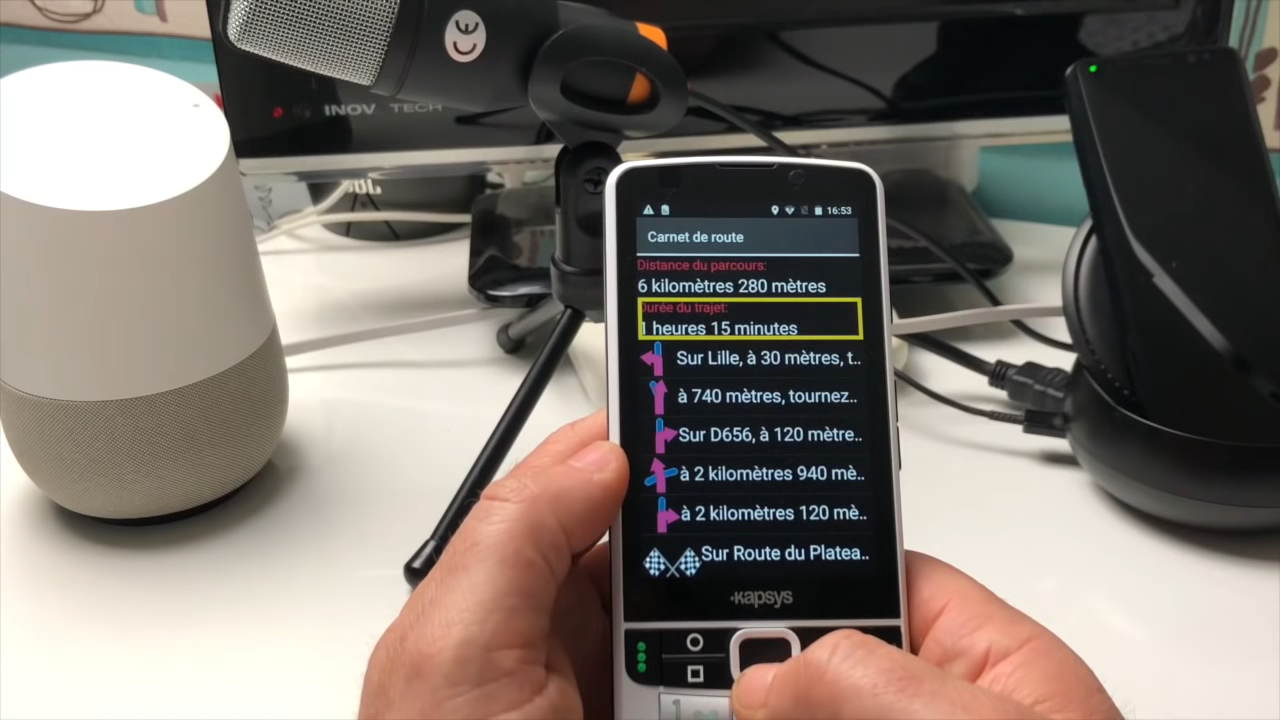 INOV TECH
JBL
16:53
Carnet de route
Distance du parcours:
6 kilomètres 280 mètres
Durée du trajet:
1 heures 15 minutes
Sur Lille, à 30 mètres, t..
à 740 mètres, tournez..
Sur D656, à 120 mètre..
à 2 kilomètres 940 mè..
à 2 kilomètres 120 mè..
Sur Route du Platea..
kapsys
1